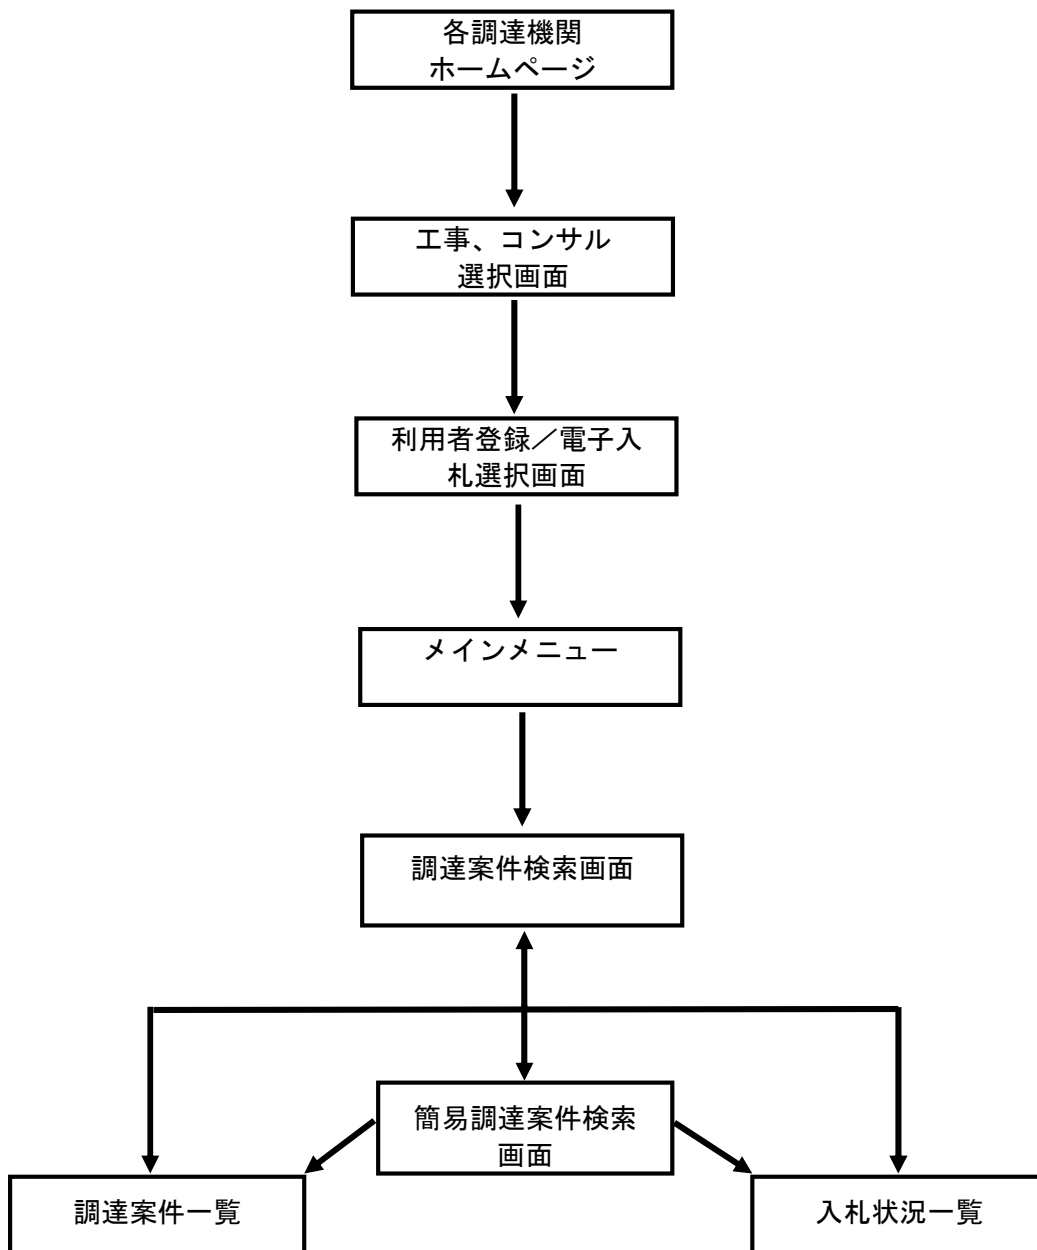 各調達機関
ホームページ
工事、コンサル
選択画面
利用者登録／電子入
札選択画面
メインメニュー
調達案件検索画面
簡易調達案件検索
画面
調達案件一覧
入札状況一覧